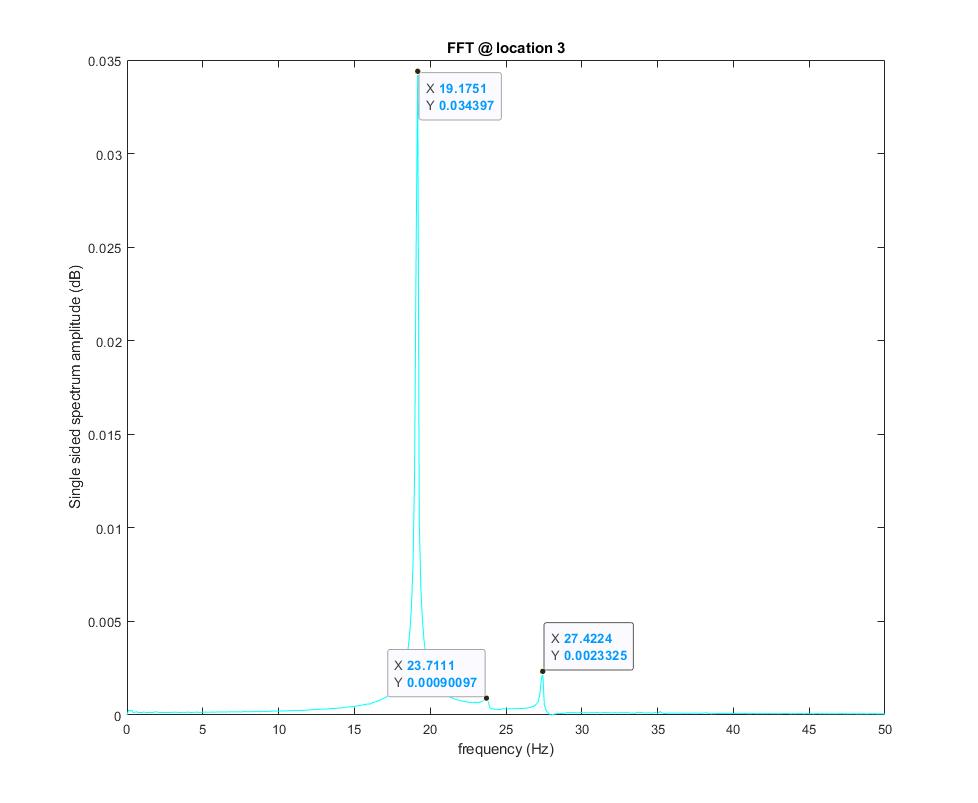 FFT @ location 3
0.035
0.03
0.025
0.02
0.015
0.01
0.005
0
Single sided spectrum amplitude (dB)
X 19.1751
Y 0.034397
X 23.7111
Y 0.00090097
X 27.4224
Y 0.0023325
0 5 10 15 20 25 30 35 40 45 50
frequency (Hz)